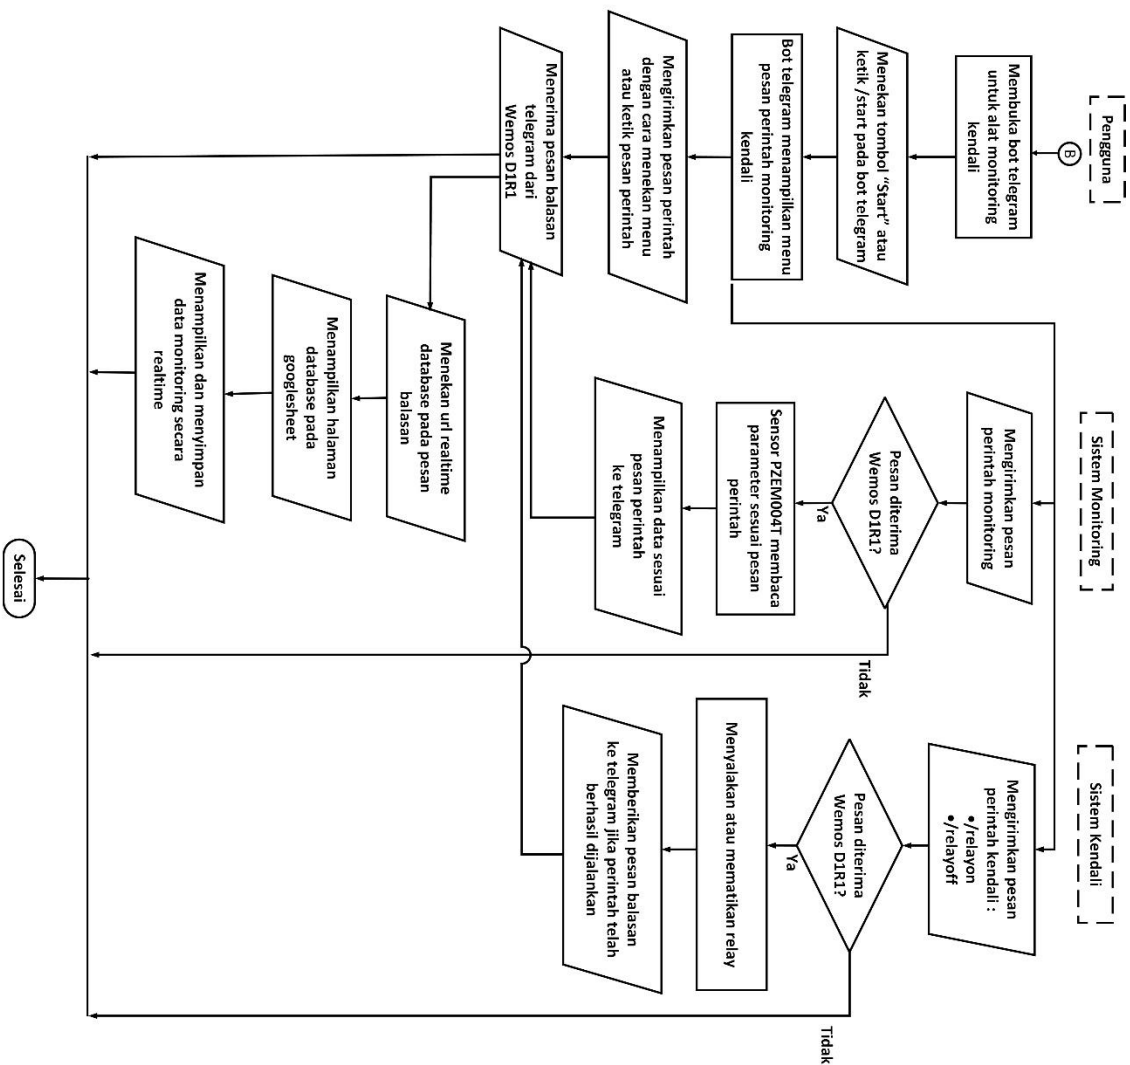 Pengguna
B
Membuka bot telegram
untuk alat monitoring
kendali
Menekan tombol “Start” atau
ketik /start pada bot telegram
Bot telegram menampilkan menu
pesan perintah monitoring
kendali
Mengirimkan pesan perintah
dengan cara menekan menu
atau ketik pesan perintah
Menerima pesan balasan
telegram dari
Wemos D1R1
Menekan url realtime
database pada pesan
balasan
Menampilkan halaman
database pada
googlesheet
Menampilkan dan menyimpan
data monitoring secara
realtime
Sistem Monitoring
Mengirimkan pesan
perintah monitoring
Pesan diterima
Wemos D1R1?
Ya
Tidak
Sensor PZEM004T membaca
parameter sesuai pesan
perintah
Menampilkan data sesuai
pesan perintah
ke telegram
Sistem Kendali
Mengirimkan pesan
perintah kendali :
•/relayon
•/relayoff
Pesan diterima
Wemos D1R1?
Ya
Tidak
Menyalakan atau mematikan relay
Memberikan pesan balasan
ke telegram jika perintah telah
berhasil dijalankan
Selesai